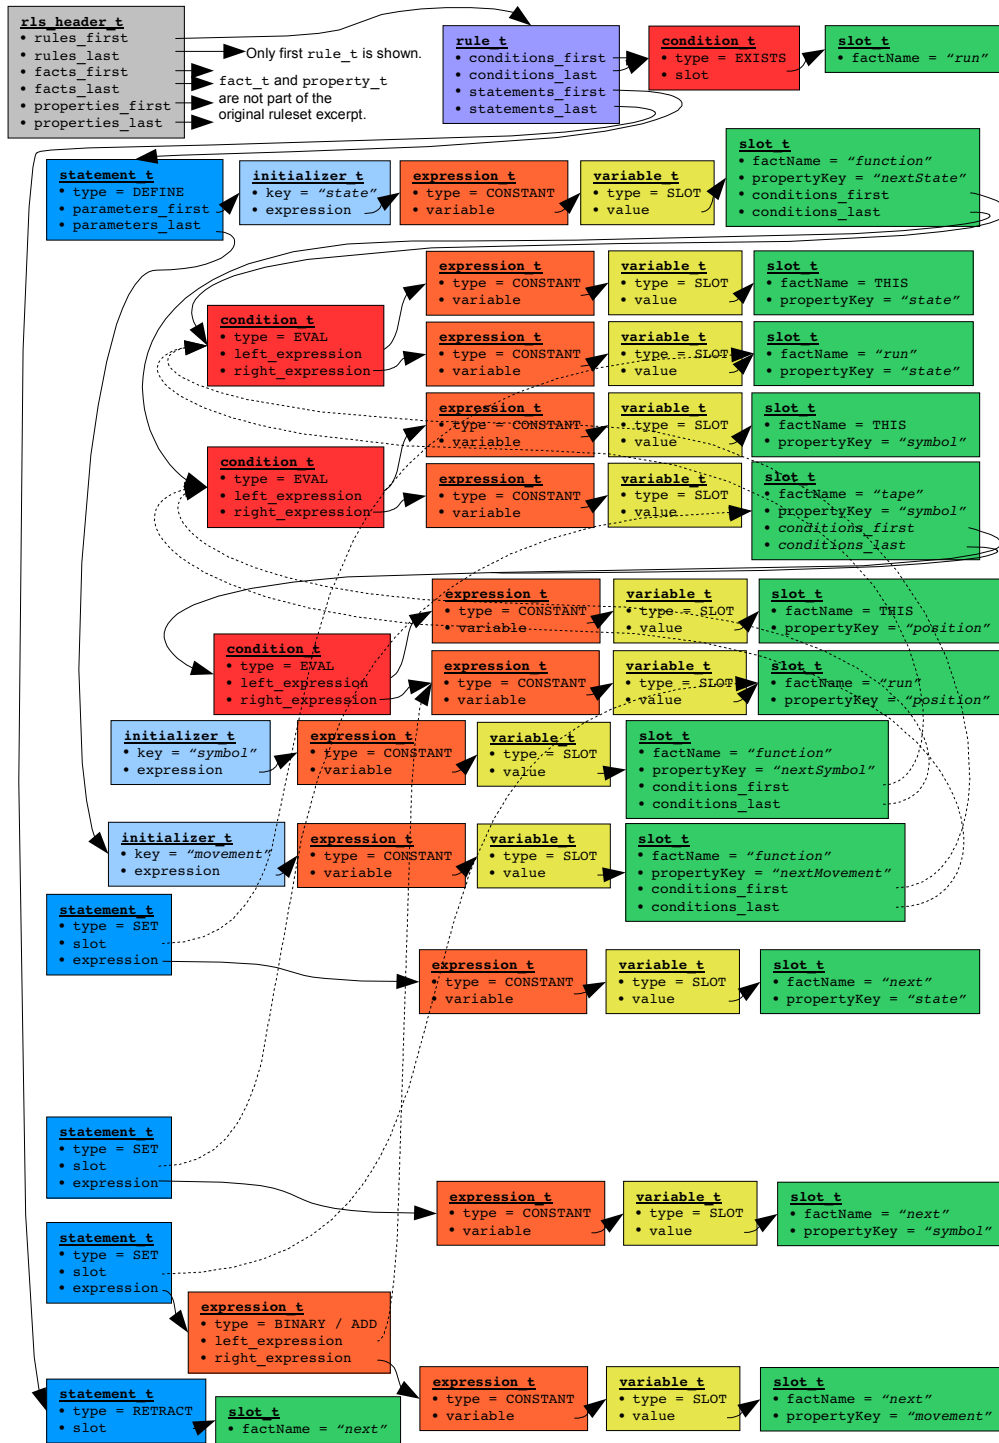 rls_header_t
• rules_first
• rules_last
• facts_first
• facts_last
• properties_first
• properties_last
Only first rule_t is shown.
fact_t and property_t
are not part of the
original ruleset excerpt.
rule_t
• conditions_first
• conditions_last
• statements_first
• statements_last
condition_t
• type = EXISTS
• slot
slot_t
• factName = “run”
statement_t
• type = DEFINE
• parameters_first
• parameters_last
initializer_t
• key = “state”
• expression
expression_t
• type = CONSTANT
• variable
variable_t
• type = SLOT
• value
slot_t
• factName = “function”
• propertyKey = “nextState”
• conditions_first
• conditions_last
condition_t
• type = EVAL
• left_expression
• right_expression
expression_t
• type = CONSTANT
• variable
variable_t
• type = SLOT
• value
slot_t
• factName = THIS
• propertyKey = “state”
expression_t
• type = CONSTANT
• variable
variable_t
• type = SLOT
• value
slot_t
• factName = “run”
• propertyKey = “state”
condition_t
• type = EVAL
• left_expression
• right_expression
expression_t
• type = CONSTANT
• variable
variable_t
• type = SLOT
• value
slot_t
• factName = THIS
• propertyKey = “symbol”
expression_t
• type = CONSTANT
• variable
variable_t
• type = SLOT
• value
slot_t
• factName = “tape”
• propertyKey = “symbol”
• conditions_first
• conditions_last
condition_t
• type = EVAL
• left_expression
• right_expression
expression_t
• type = CONSTANT
• variable
variable_t
• type = SLOT
• value
slot_t
• factName = THIS
• propertyKey = “position”
expression_t
• type = CONSTANT
• variable
variable_t
• type = SLOT
• value
slot_t
• factName = “run”
• propertyKey = “position”
initializer_t
• key = “symbol”
• expression
expression_t
• type = CONSTANT
• variable
variable_t
• type = SLOT
• value
slot_t
• factName = “function”
• propertyKey = “nextSymbol”
• conditions_first
• conditions_last
initializer_t
• key = “movement”
• expression
expression_t
• type = CONSTANT
• variable
variable_t
• type = SLOT
• value
slot_t
• factName = “function”
• propertyKey = “nextMovement”
• conditions_first
• conditions_last
statement_t
• type = SET
• slot
• expression
expression_t
• type = CONSTANT
• variable
variable_t
• type = SLOT
• value
slot_t
• factName = “next”
• propertyKey = “state”
statement_t
• type = SET
• slot
• expression
expression_t
• type = CONSTANT
• variable
variable_t
• type = SLOT
• value
slot_t
• factName = “next”
• propertyKey = “symbol”
statement_t
• type = SET
• slot
• expression
expression_t
• type = BINARY / ADD
• left_expression
• right_expression
expression_t
• type = CONSTANT
• variable
variable_t
• type = SLOT
• value
slot_t
• factName = “next”
• propertyKey = “movement”
statement_t
• type = RETRACT
• slot
slot_t
• factName = “next”